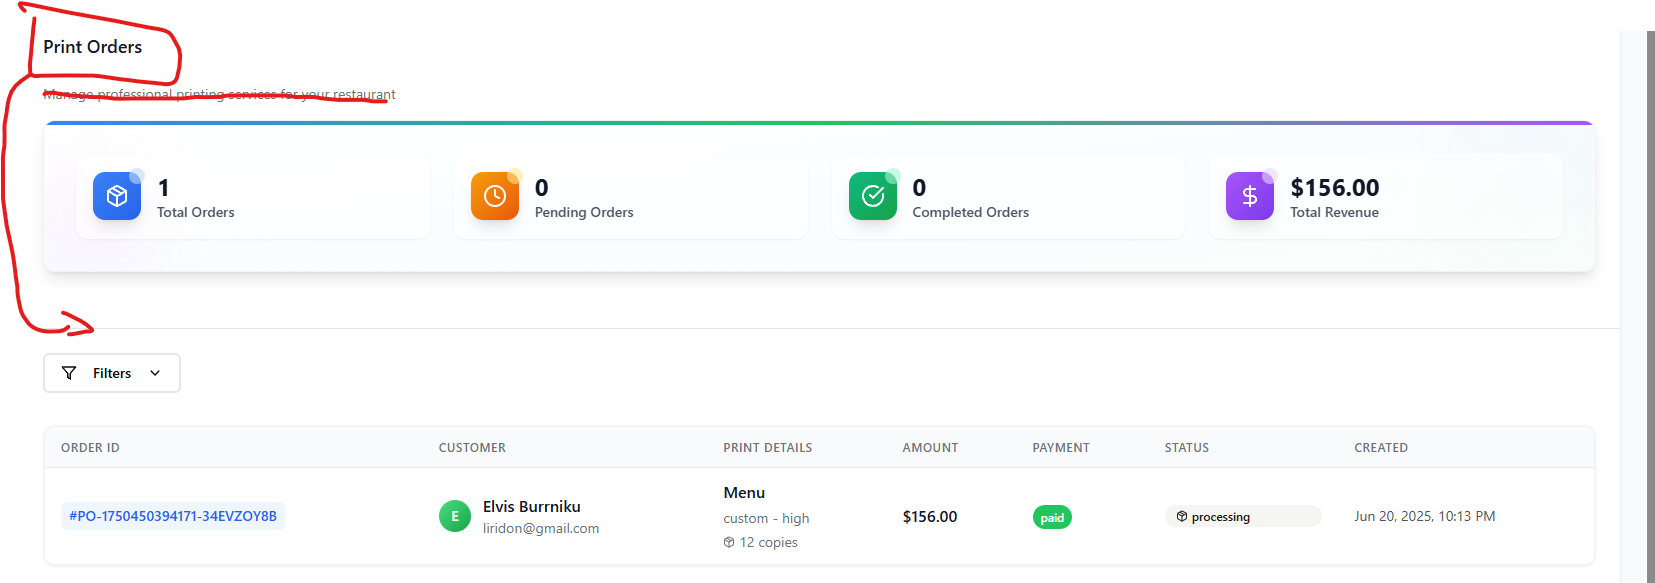 Print Orders
Manage professional printing services for your restaurant
1
Total Orders
0
Pending Orders
0
Completed Orders
$156.00
Total Revenue
Filters
ORDER ID CUSTOMER PRINT DETAILS AMOUNT PAYMENT STATUS CREATED
#PO-1750450394171-34EVZOY8B
E
Elvis Burrniku
liridon@gmail.com
Menu
custom - high
12 copies
$156.00
paid
processing
Jun 20, 2025, 10:13 PM